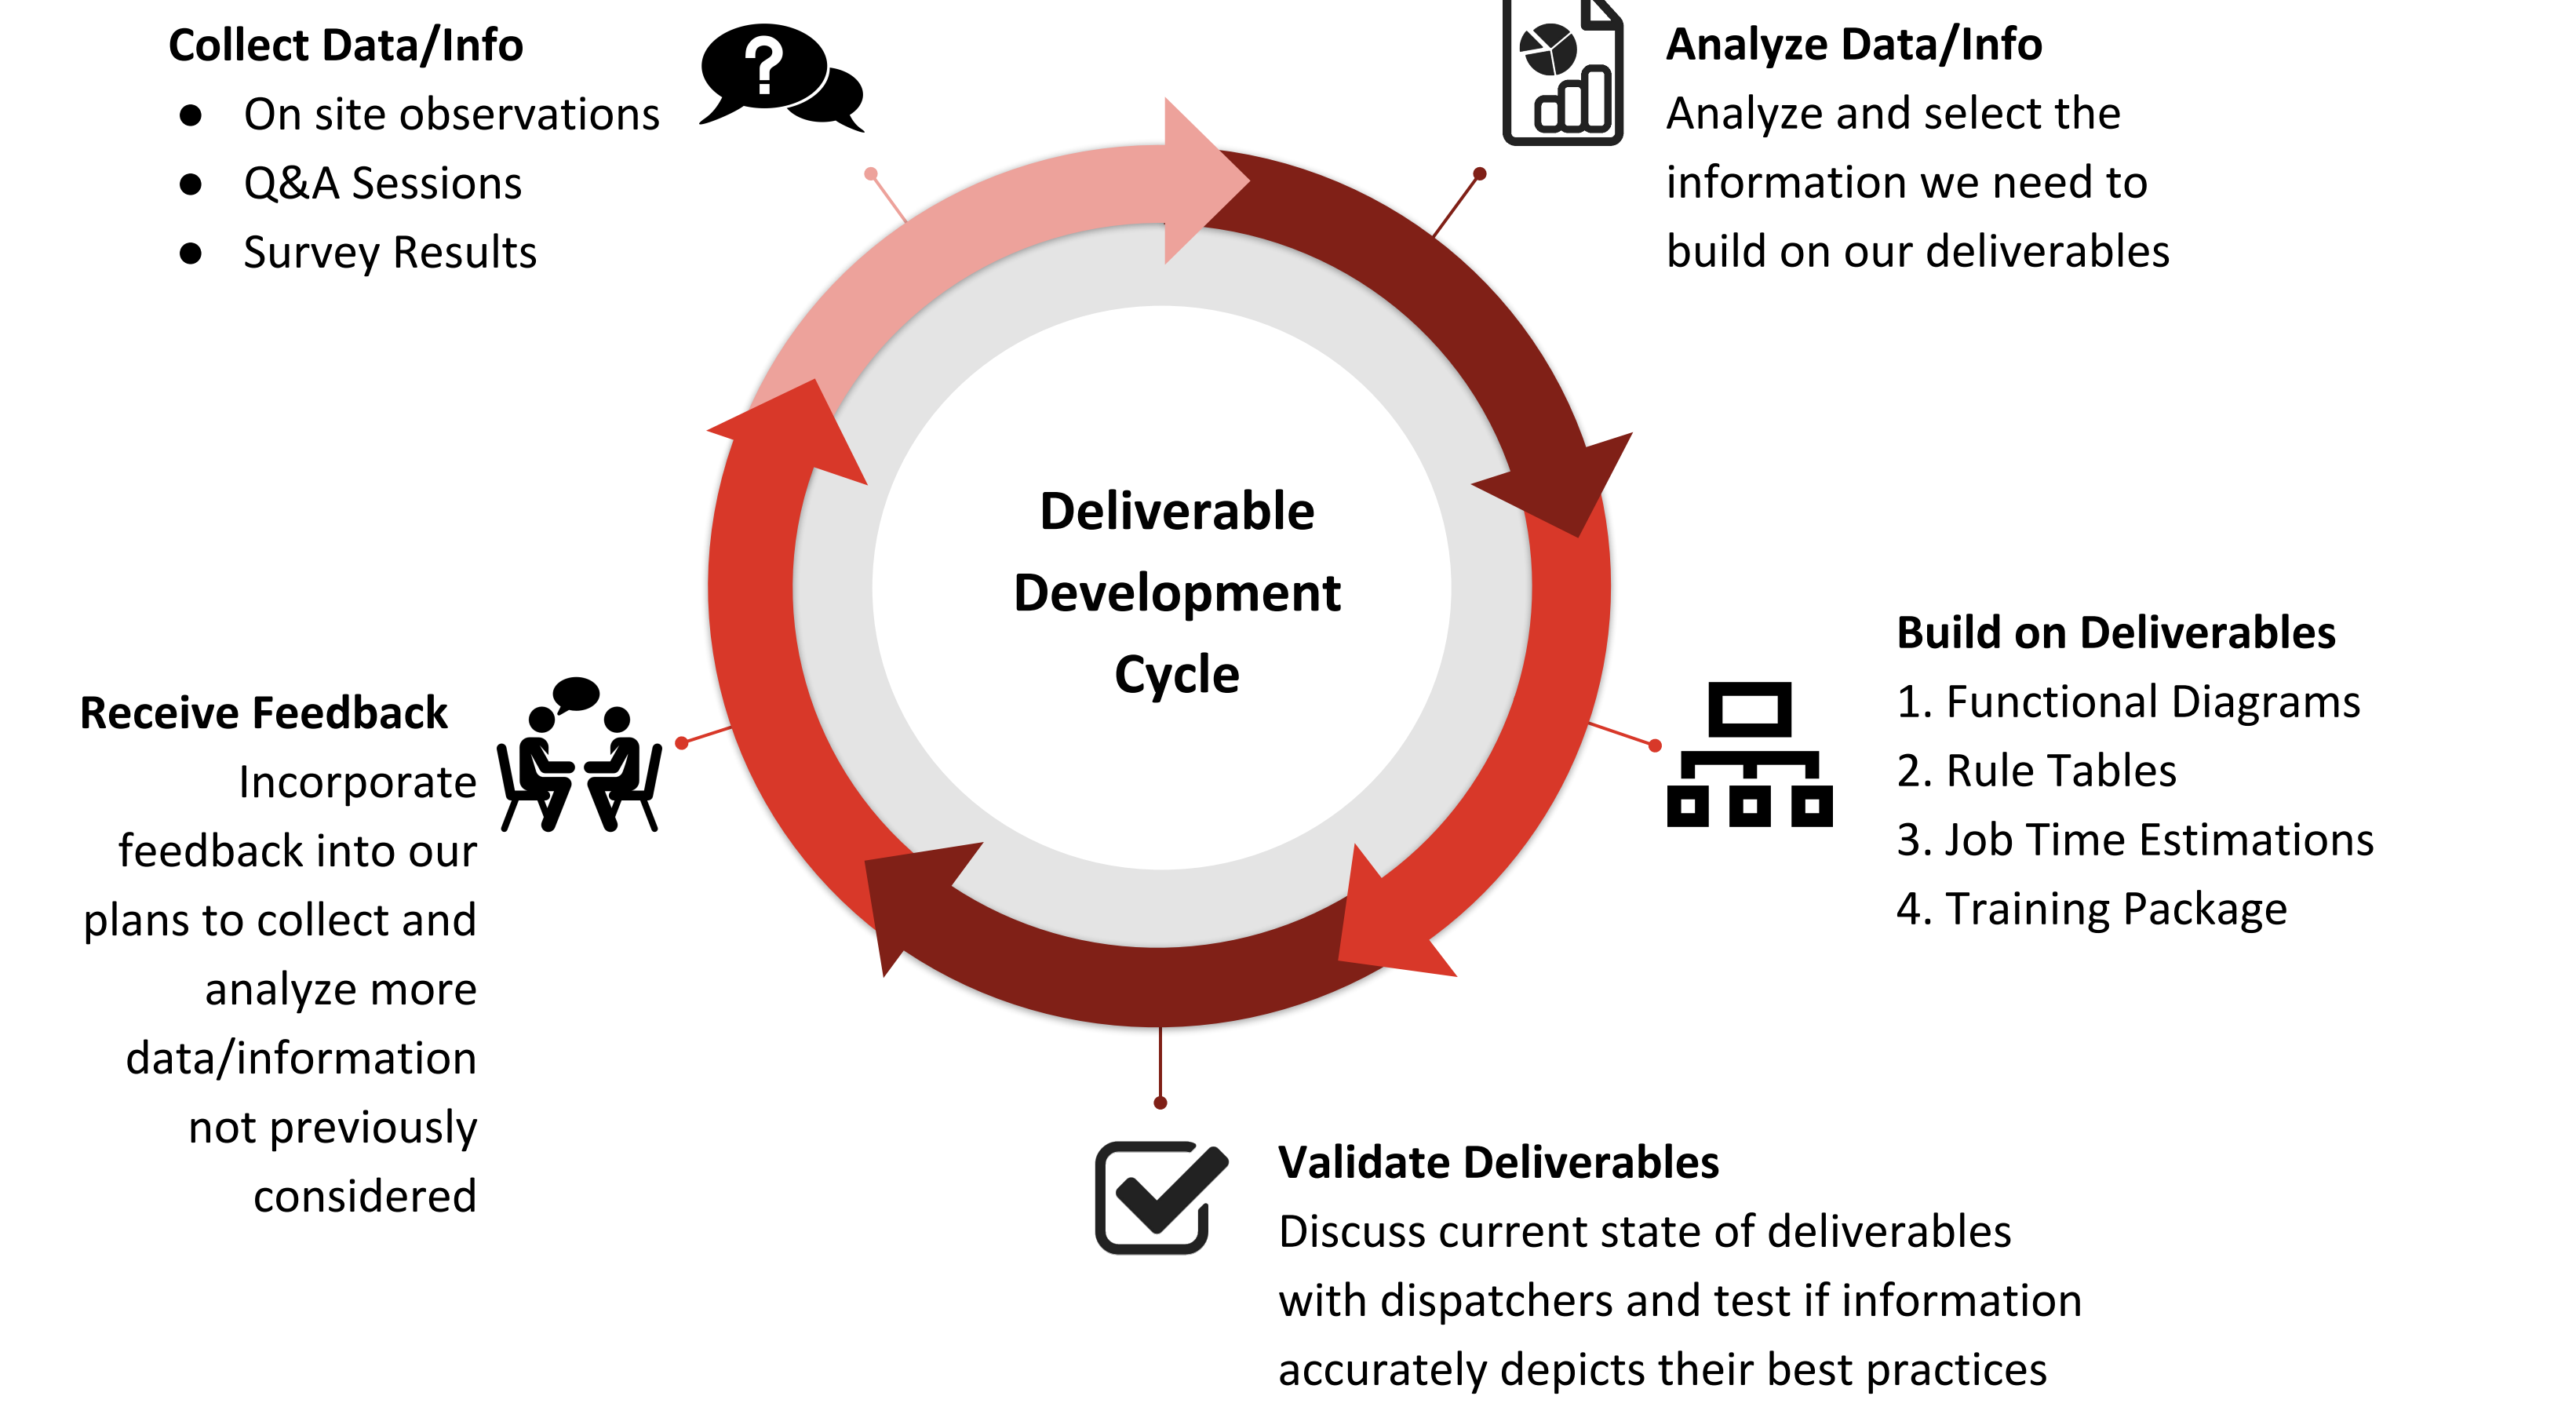 Collect Data/Info
● On site observations
● Q&A Sessions
● Survey Results
?
Analyze Data/Info
Analyze and select the
information we need to
build on our deliverables
Deliverable
Development
Cycle
Build on Deliverables
1. Functional Diagrams
2. Rule Tables
3. Job Time Estimations
4. Training Package
Validate Deliverables
Discuss current state of deliverables
with dispatchers and test if information
accurately depicts their best practices
Receive Feedback
Incorporate
feedback into our
plans to collect and
analyze more
data/information
not previously
considered